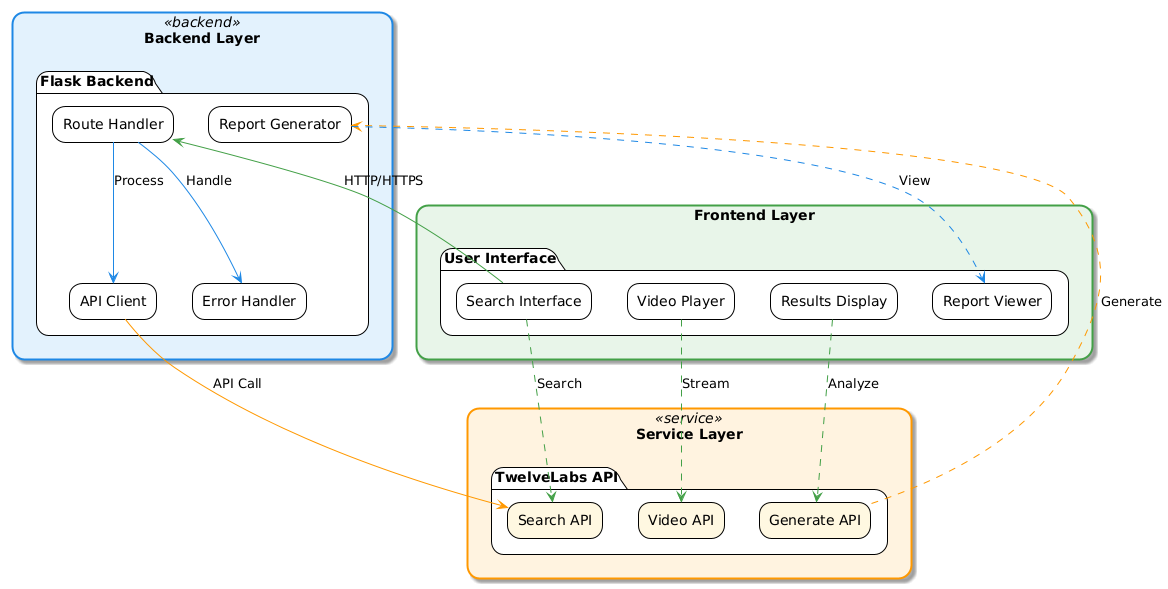 «backend»
Backend Layer
Flask Backend
Route Handler
Report Generator
Process
Handle
HTTP/HTTPS
View
API Client
Error Handler
Frontend Layer
User Interface
Search Interface
Video Player
Results Display
Report Viewer
Generate
API Call
Search
Stream
Analyze
«service»
Service Layer
TwelveLabs API
Search API
Video API
Generate API